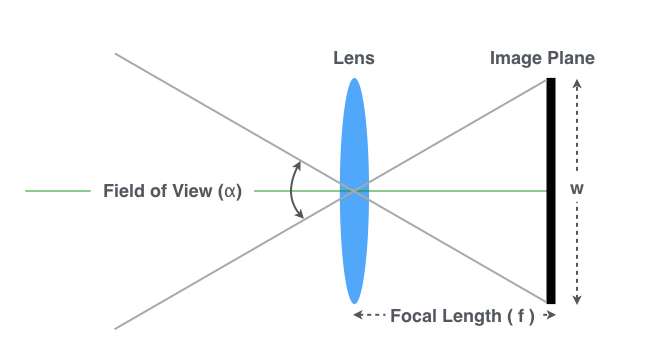 Lens
Image Plane
Field of View (α)
w
Focal Length ( f )